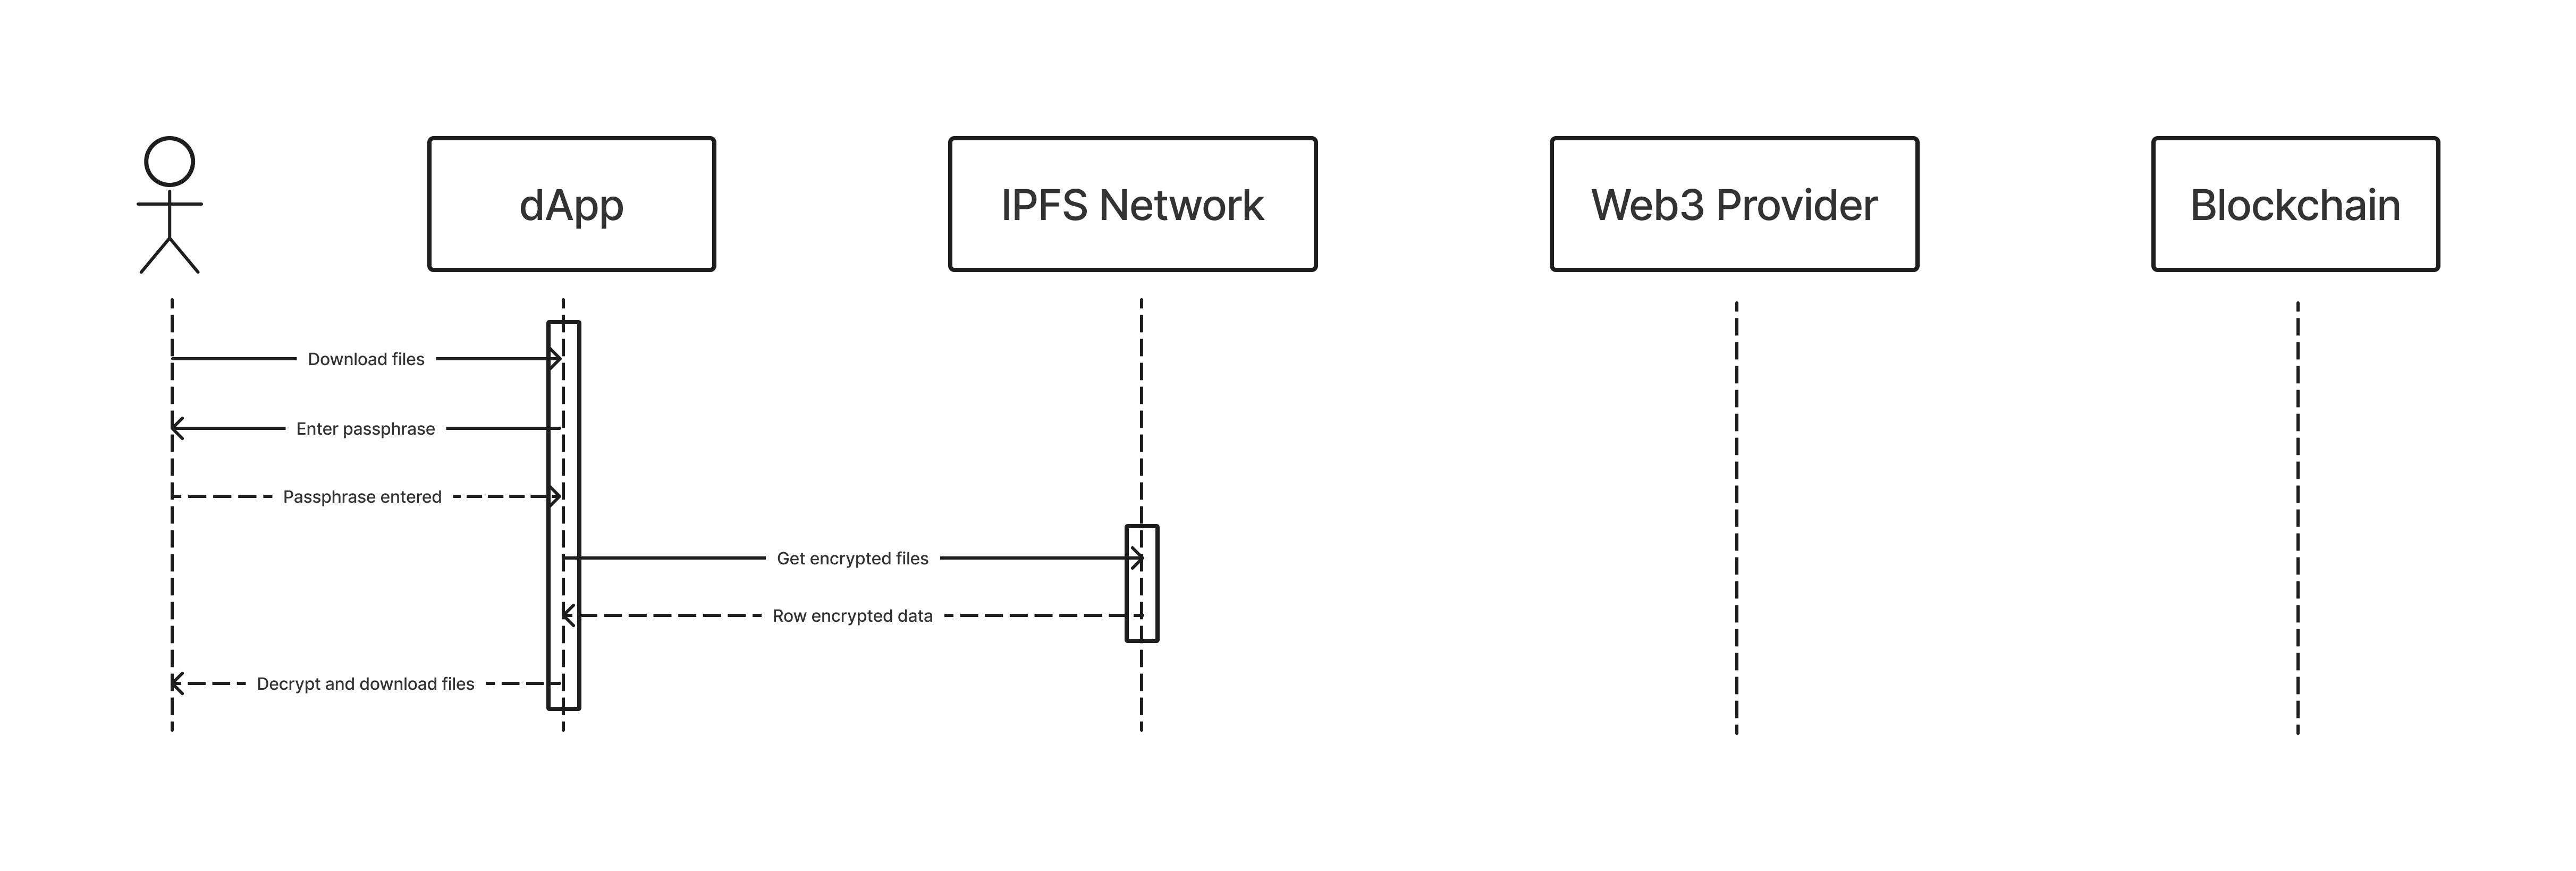 dApp
IPFS Network
Web3 Provider
Blockchain
Download files
Enter passphrase
Passphrase entered
Get encrypted files
Row encrypted data
Decrypt and download files